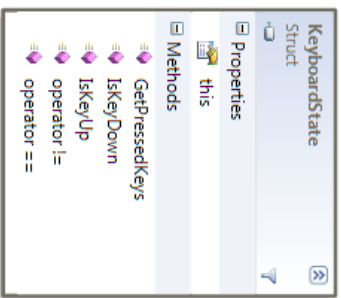 KeyboardState
Struct
Properties
this
Methods
GetPressedKeys
IsKeyDown
IsKeyUp
operator !=
operator ==